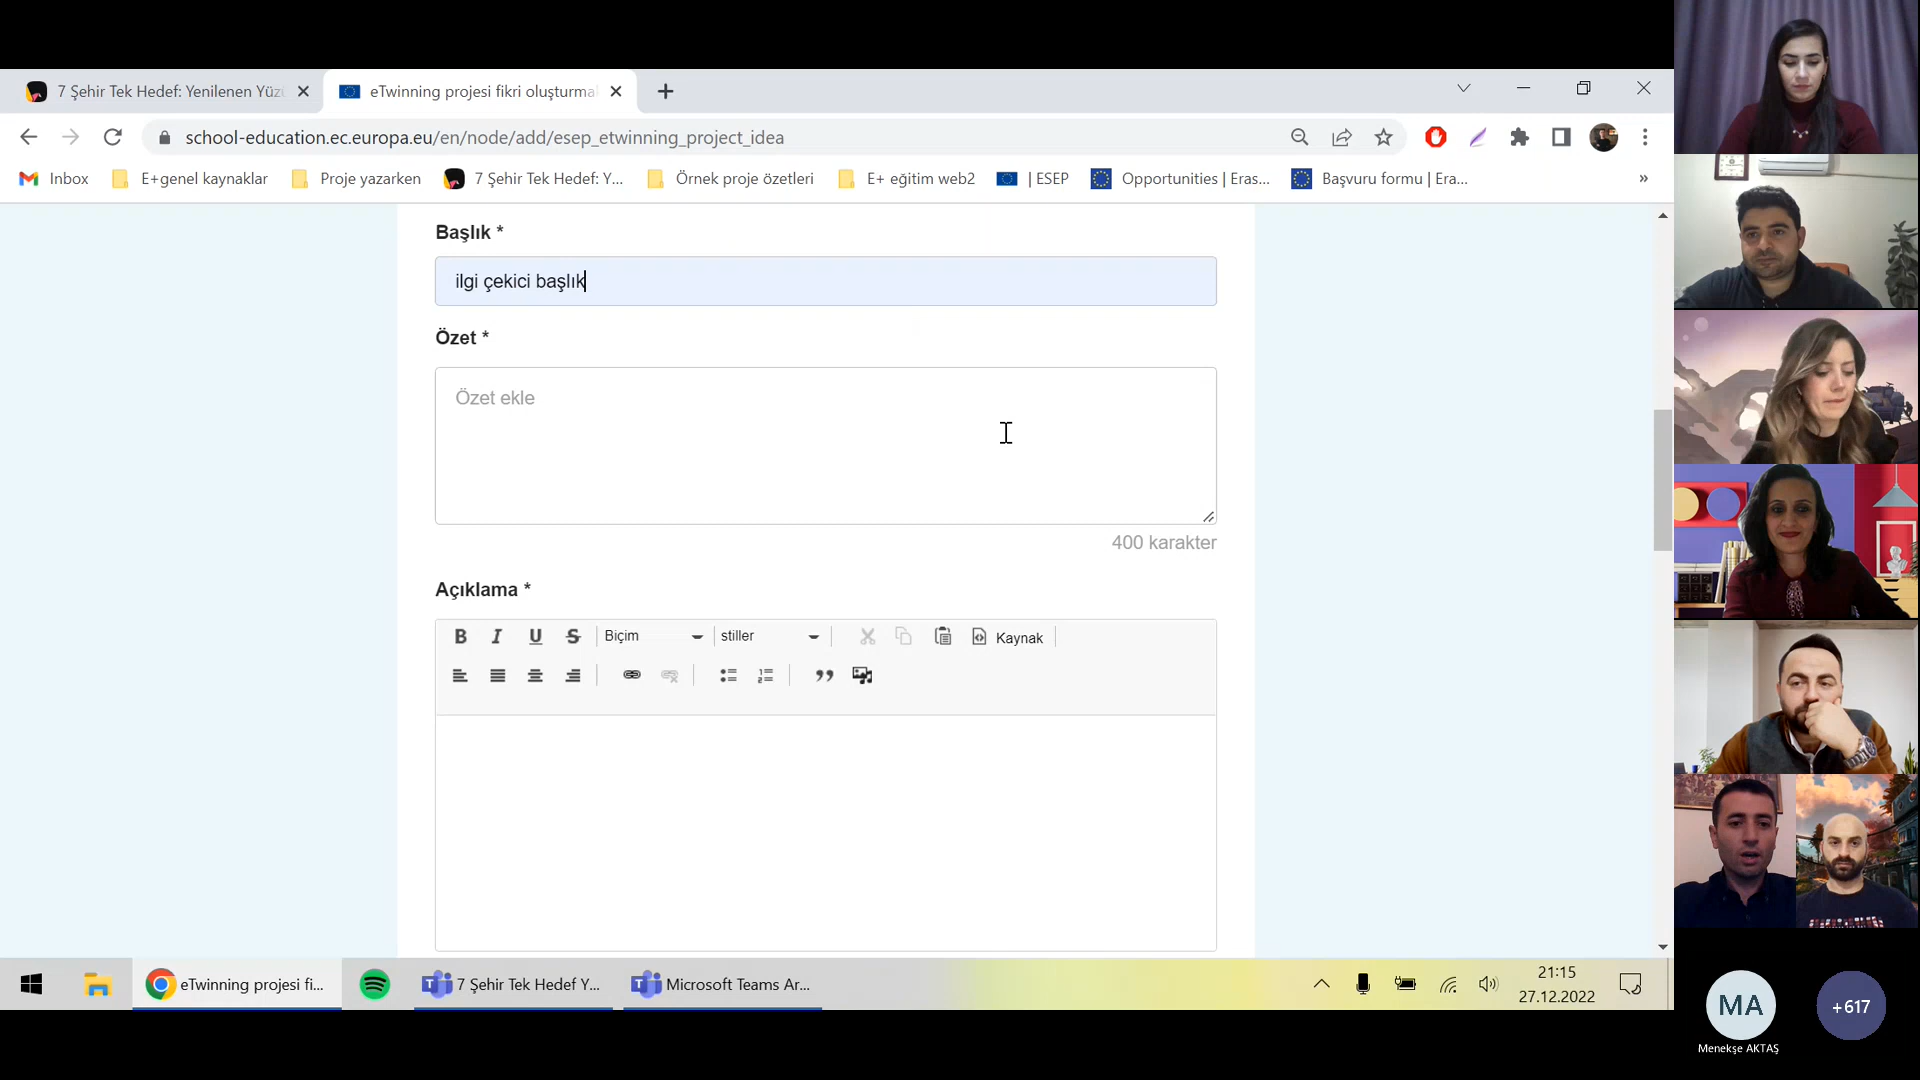 7 Şehir Tek Hedef: Yenilenen Yüzü
eTwinning projesi fikri oluşturma
school-education.ec.europa.eu/en/node/add/esep_etwinning_project_idea
Inbox
E+genel kaynaklar
Proje yazarken
7 Şehir Tek Hedef: Y...
Örnek proje özetleri
E+ eğitim web2
| ESEP
Opportunities | Eras...
Başvuru formu | Era...
»
Başlık *
ilgi çekici başlık
Özet *
Özet ekle
400 karakter
Açıklama *
B I U S Biçim stiller Kaynak
eTwinning projesi fi...
7 Şehir Tek Hedef Y...
Microsoft Teams Ar...
21:15
27.12.2022
MA
+617
Menekşe AKTAŞ